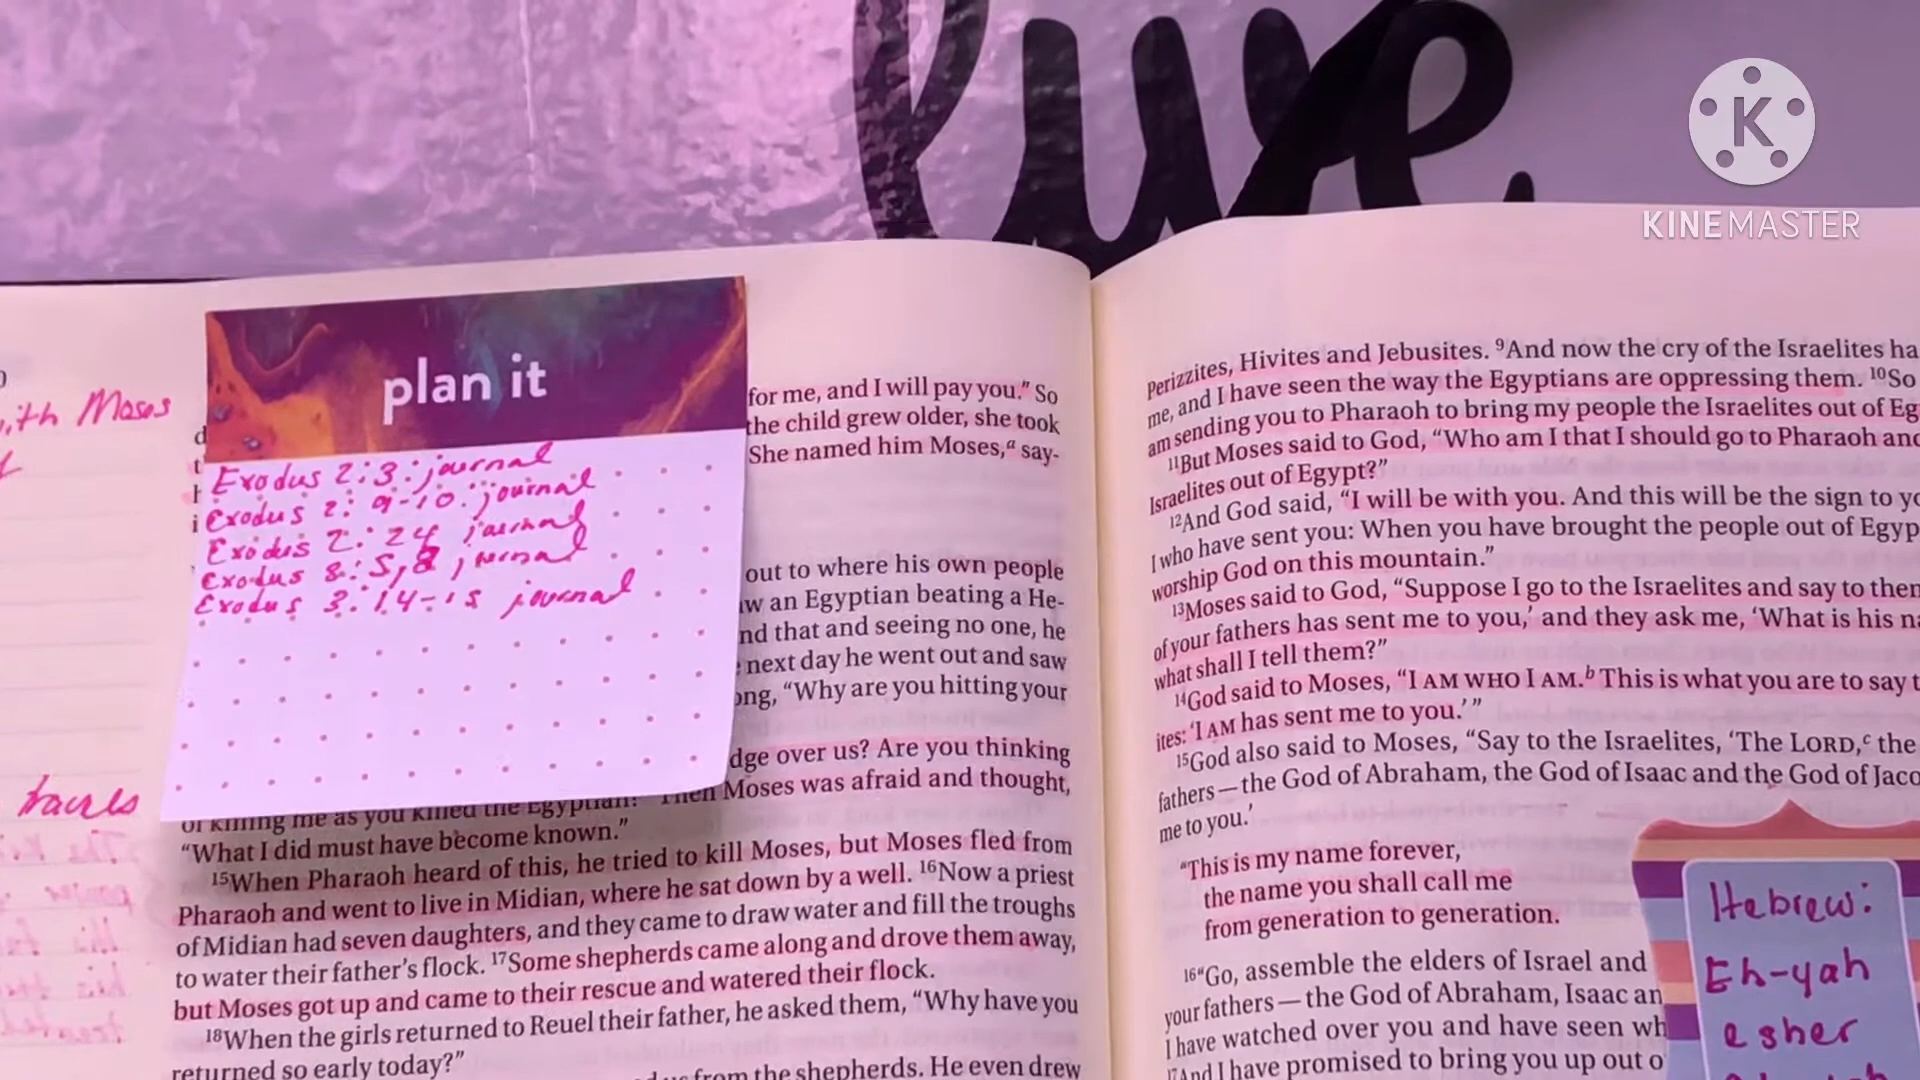 live.
K
KINEMASTER
with Moses
plan it
Exodus 2:3: journal
Exodus 2: 9-10: journal
Exodus 2: 24 journal
Exodus 8: 5,8 journal
Exodus 3: 14-15 journal
for me, and I will pay you.” So
the child grew older, she took
She named him Moses,a say-
out to where his own people
an Egyptian beating a He-
that and seeing no one, he
next day he went out and saw
“Why are you hitting your
over us? Are you thinking
of killing me as you killed the Egyptian?” Then Moses was afraid and thought,
“What I did must have become known.”
15When Pharaoh heard of this, he tried to kill Moses, but Moses fled from
Pharaoh and went to live in Midian, where he sat down by a well. 16Now a priest
of Midian had seven daughters, and they came to draw water and fill the troughs
to water their father’s flock. 17Some shepherds came along and drove them away,
but Moses got up and came to their rescue and watered their flock.
18When the girls returned to Reuel their father, he asked them, “Why have you
returned so early today?”
us from the shepherds. He even drew
Perizzites, Hivites and Jebusites. 9And now the cry of the Israelites ha
me, and I have seen the way the Egyptians are oppressing them. 10So
am sending you to Pharaoh to bring my people the Israelites out of Eg
11But Moses said to God, “Who am I that I should go to Pharaoh and
Israelites out of Egypt?”
12And God said, “I will be with you. And this will be the sign to yo
I who have sent you: When you have brought the people out of Egyp
worship God on this mountain.”
13Moses said to God, “Suppose I go to the Israelites and say to them
of your fathers has sent me to you,’ and they ask me, ‘What is his na
what shall I tell them?”
14God said to Moses, “I AM WHO I AM.b This is what you are to say t
ites: ‘I AM has sent me to you.’ ”
15God also said to Moses, “Say to the Israelites, ‘The LORD,c the
fathers—the God of Abraham, the God of Isaac and the God of Jaco
me to you.’
“This is my name forever,
the name you shall call me
from generation to generation.
16“Go, assemble the elders of Israel and
your fathers—the God of Abraham, Isaac an
I have watched over you and have seen wh
17And I have promised to bring you up out o
Hebrew:
Eh-yah
esher